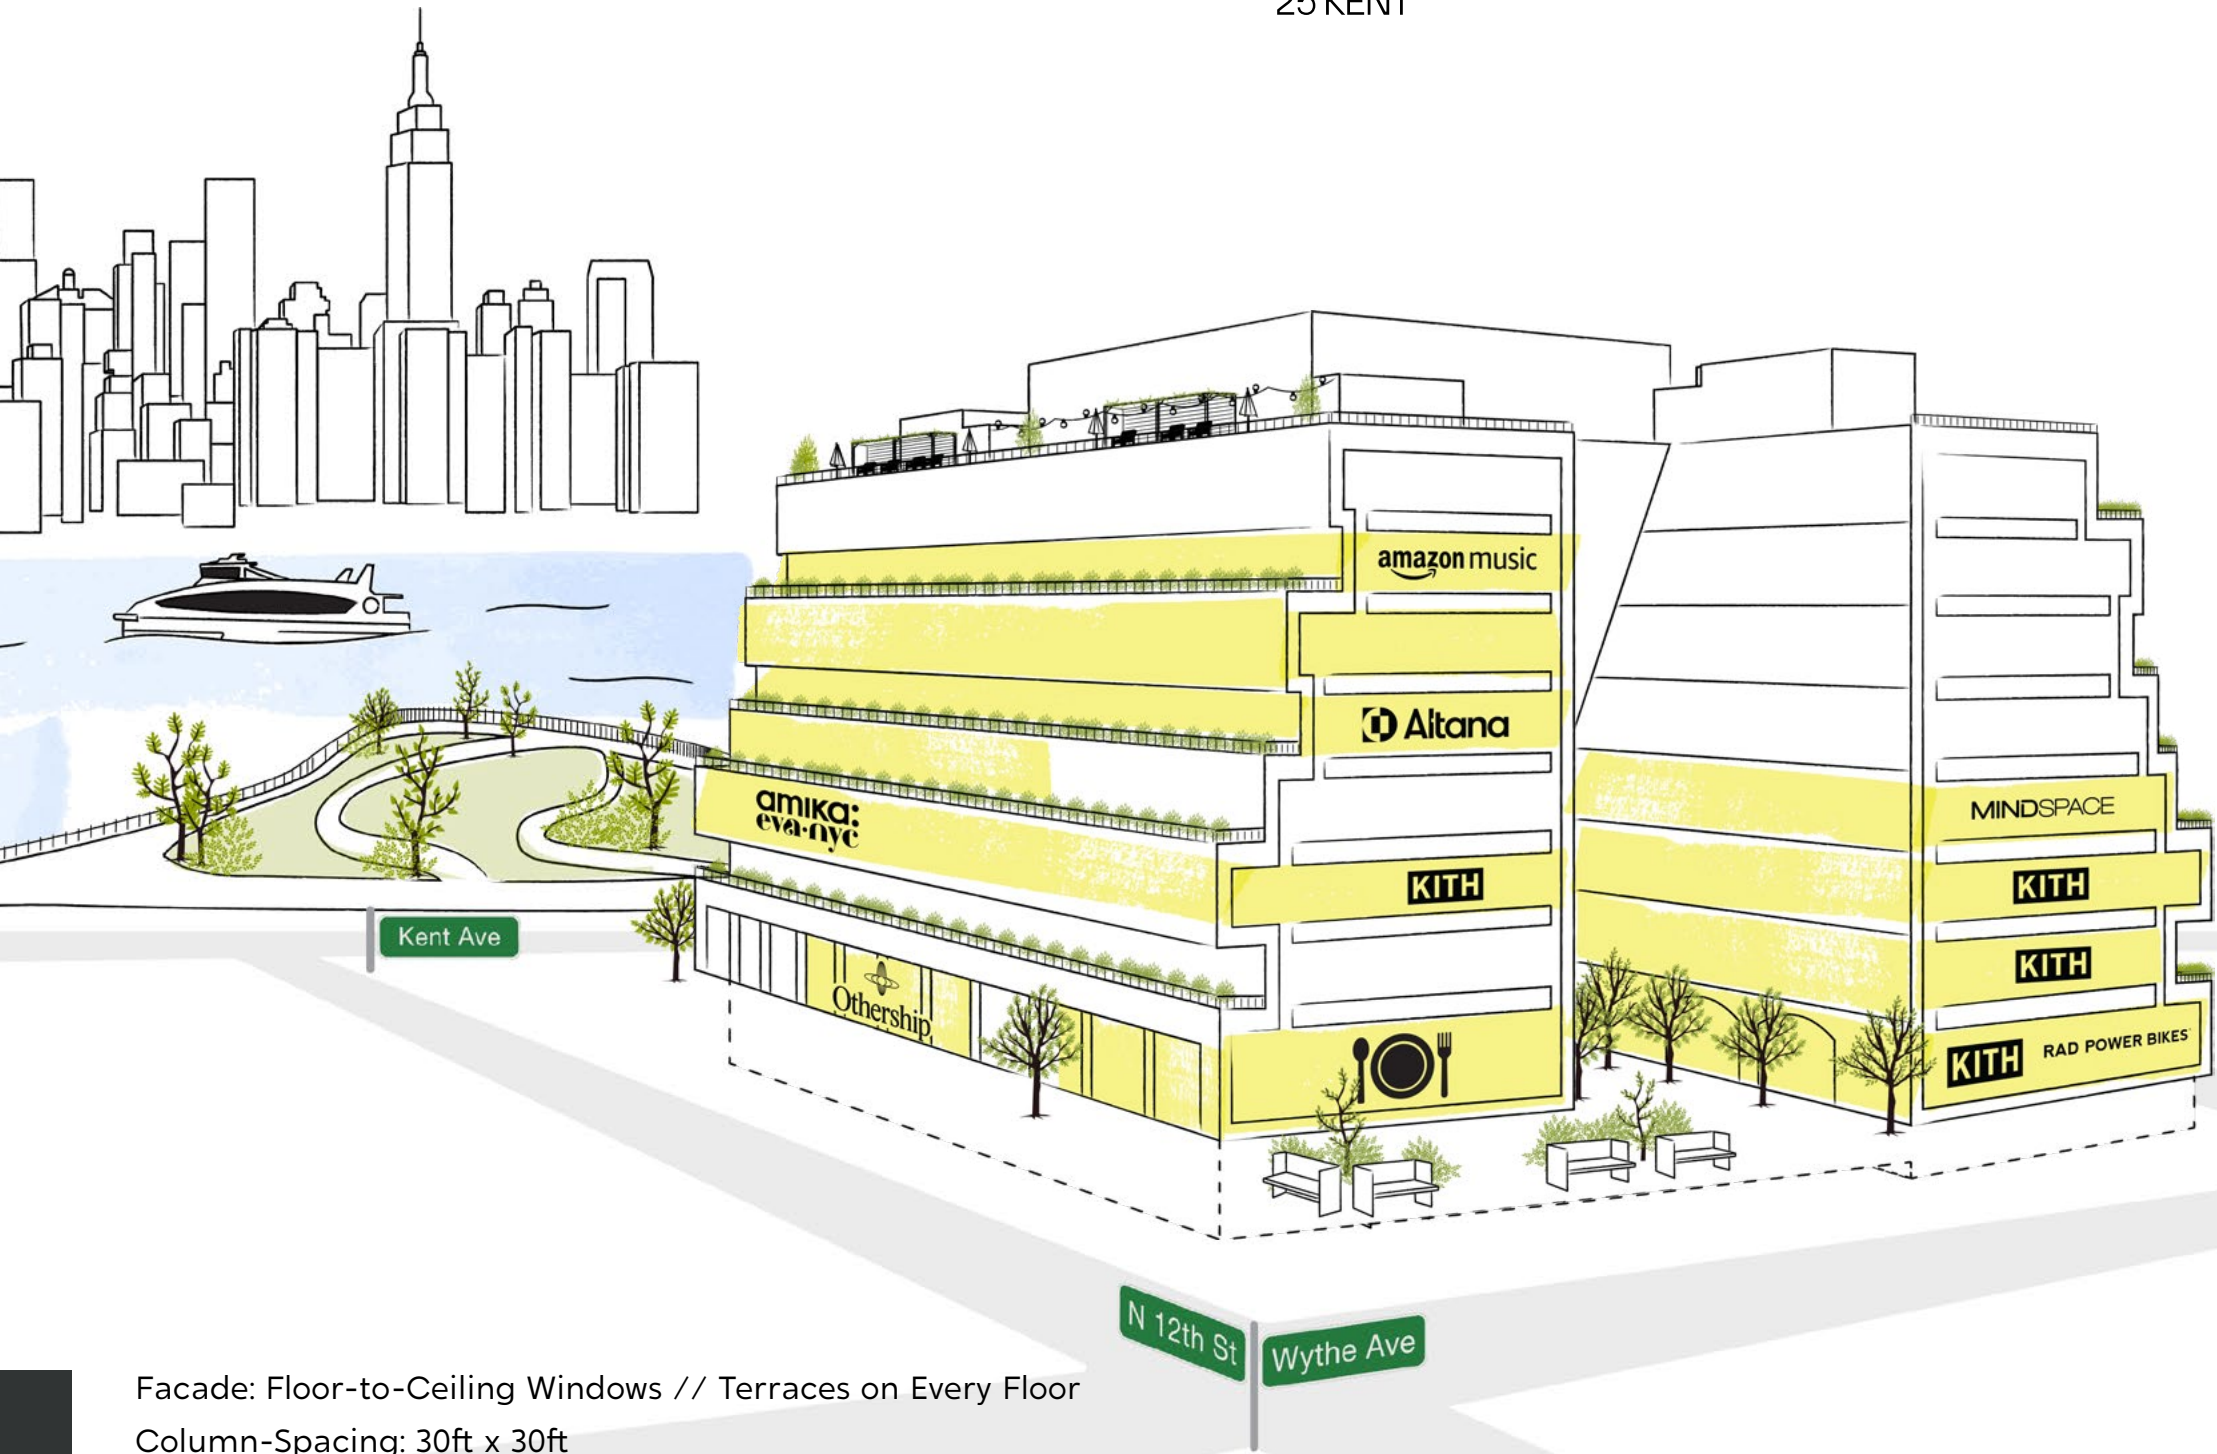 25 KENT
amazon music
Altana
amika:
eva·nyc
MINDSPACE
KITH
KITH
KITH
Othership
KITH RAD POWER BIKES
Kent Ave
N 12th St
Wythe Ave
Facade: Floor-to-Ceiling Windows // Terraces on Every Floor
Column-Spacing: 30ft x 30ft